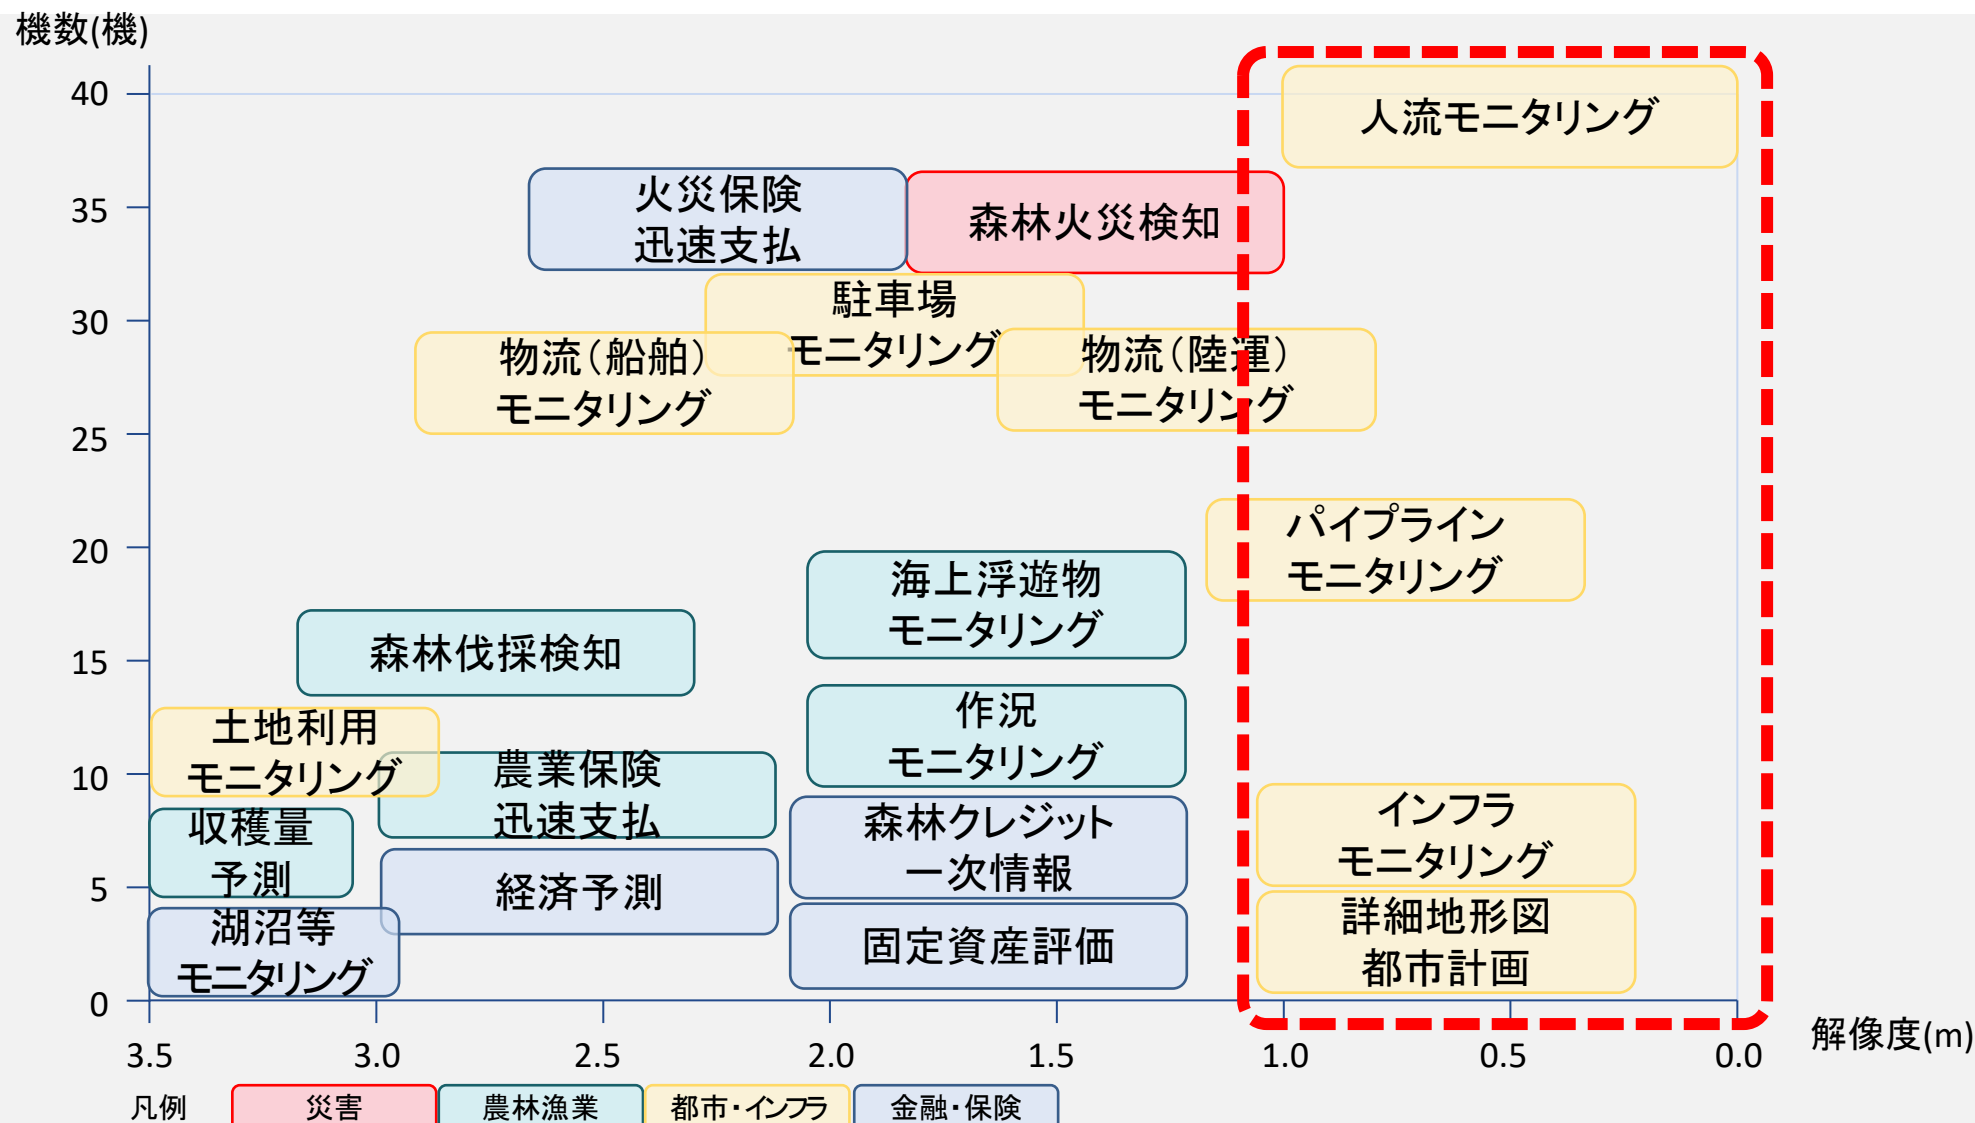 機数(機)
40
人流モニタリング
35
火災保険
迅速支払
森林火災検知
30
駐車場
モニタリング
物流(船舶)
モニタリング
物流(陸運)
モニタリング
25
パイプライン
モニタリング
20
海上浮遊物
モニタリング
15
森林伐採検知
作況
モニタリング
土地利用
モニタリング
10
農業保険
迅速支払
収穫量
予測
森林クレジット
一次情報
インフラ
モニタリング
5
経済予測
湖沼等
モニタリング
固定資産評価
詳細地形図
都市計画
0
3.5
3.0
2.5
2.0
1.5
1.0
0.5
0.0
解像度(m)
凡例
災害
農林漁業
都市・インフラ
金融・保険